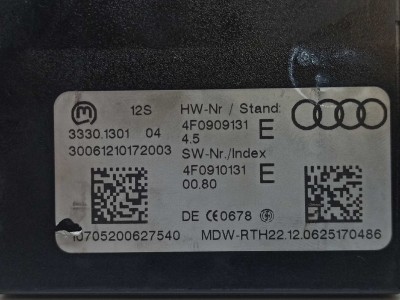 12S HW-Nr / Stand:
3330.1301 04 4F0909131 E
4.5
30061210172003 SW-Nr./Index
4F0910131 E
00.80
DE CE0678
10705200627540 MDW-RTH22.12.0625170486